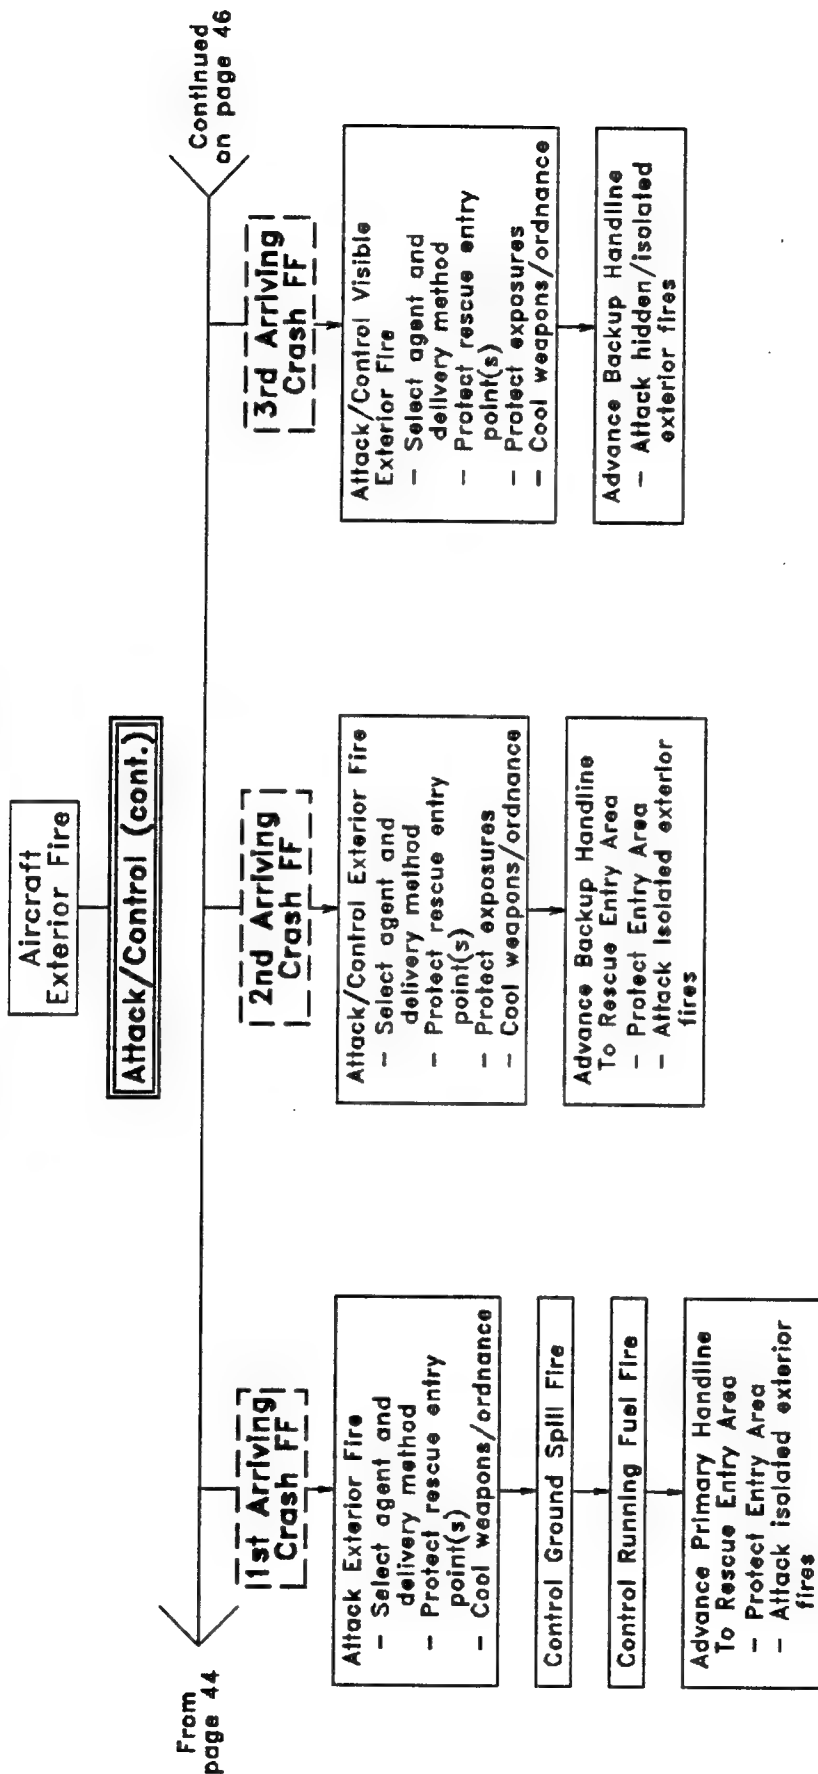 Aircraft
Exterior Fire
Attack/Control (cont.)
From
page 44
Continued
on page 46
1st Arriving
Crash FF
Attack Exterior Fire
– Select agent and
delivery method
– Protect rescue entry
point(s)
– Cool weapons/ordnance
Control Ground Spill Fire
Control Running Fuel Fire
Advance Primary Handline
To Rescue Entry Area
– Protect Entry Area
– Attack isolated exterior
fires
2nd Arriving
Crash FF
Attack/Control Exterior Fire
– Select agent and
delivery method
– Protect rescue entry
point(s)
– Protect exposures
– Cool weapons/ordnance
Advance Backup Handline
To Rescue Entry Area
– Protect Entry Area
– Attack isolated exterior
fires
3rd Arriving
Crash FF
Attack/Control Visible
Exterior Fire
– Select agent and
delivery method
– Protect rescue entry
point(s)
– Protect exposures
– Cool weapons/ordnance
Advance Backup Handline
– Attack hidden/isolated
exterior fires